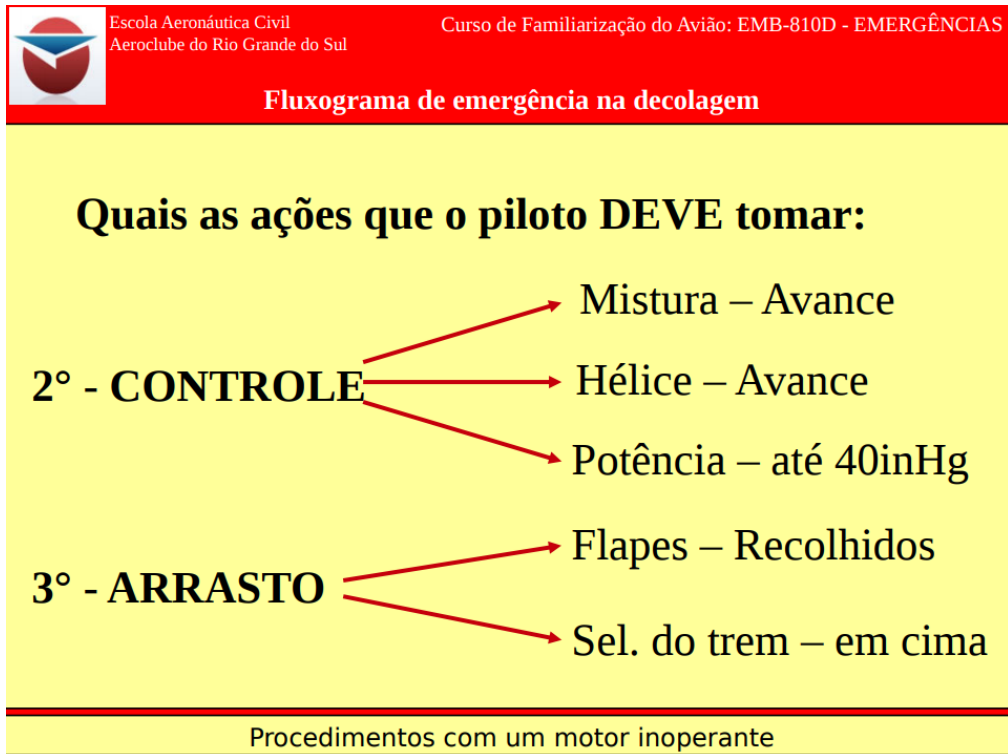 Escola Aeronáutica Civil
Aeroclube do Rio Grande do Sul
Curso de Familiarização do Avião: EMB-810D - EMERGÊNCIAS
Fluxograma de emergência na decolagem
Quais as ações que o piloto DEVE tomar:
2° - CONTROLE
Mistura – Avance
Hélice – Avance
Potência – até 40inHg
3° - ARRASTO
Flapes – Recolhidos
Sel. do trem – em cima
Procedimentos com um motor inoperante